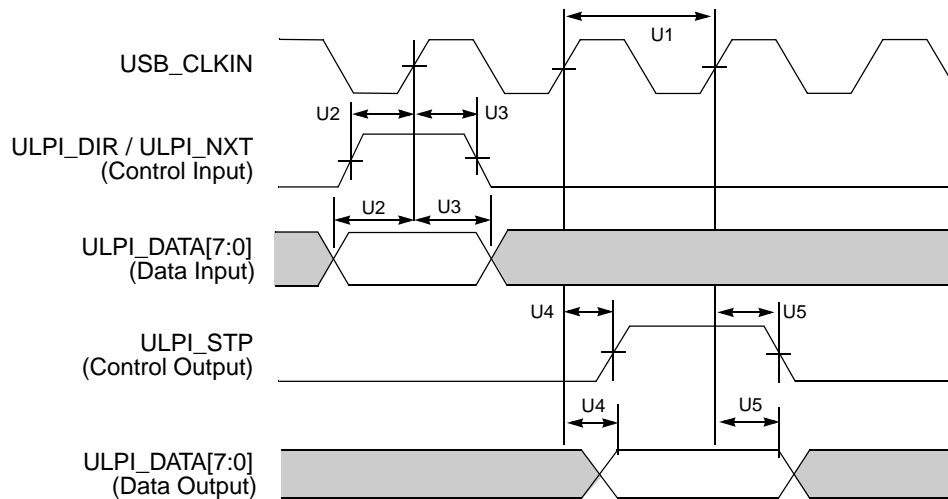 U1
USB_CLKIN
U2
U3
ULPI_DIR / ULPI_NXT
(Control Input)
U2
U3
ULPI_DATA[7:0]
(Data Input)
U4
U5
ULPI_STP
(Control Output)
U4
U5
ULPI_DATA[7:0]
(Data Output)